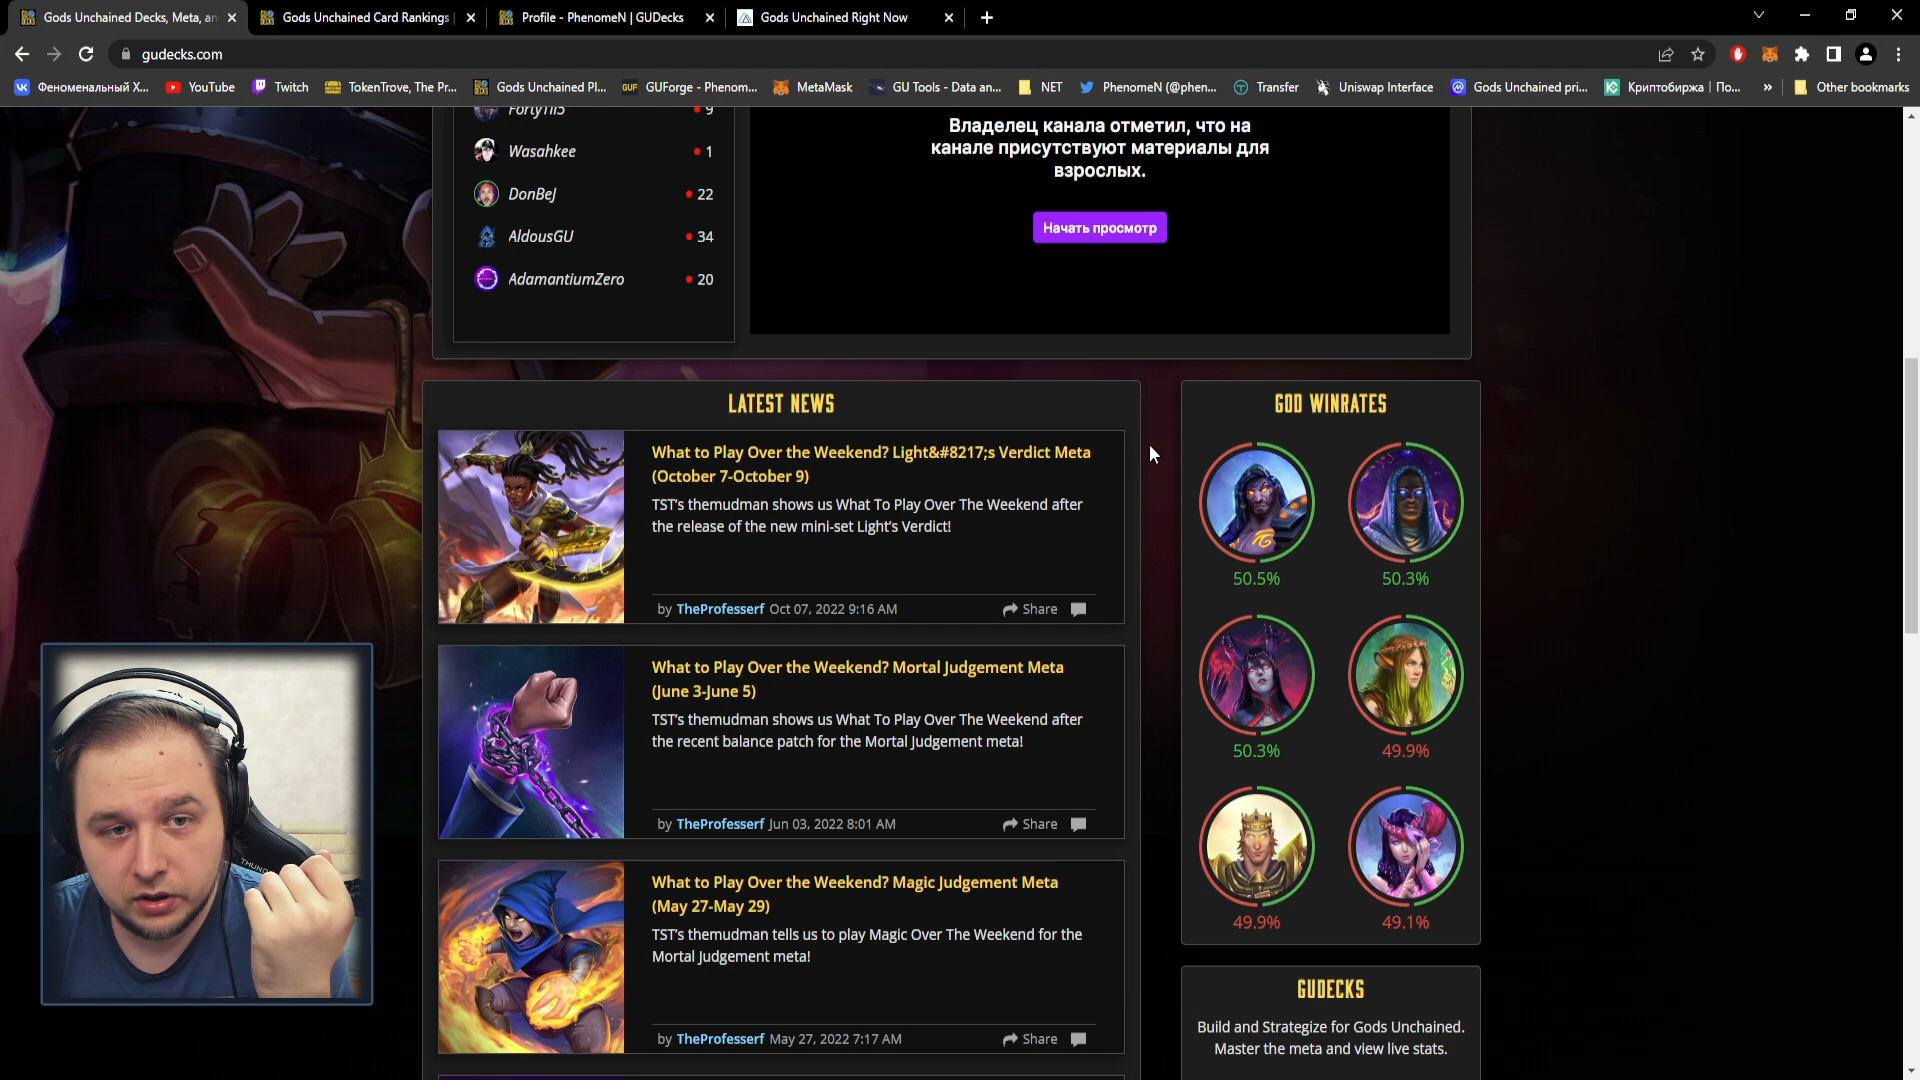 Gods Unchained Decks, Meta, an
Gods Unchained Card Rankings
Profile - PhenomeN | GUDecks
Gods Unchained Right Now
gudecks.com
Феноменальный Х...
YouTube
Twitch
TokenTrove, The Pr...
Gods Unchained Pl...
GUF
GUForge - Phenom...
MetaMask
GU Tools - Data an...
NET
PhenomeN (@phen...
Transfer
Uniswap Interface
Gods Unchained pri...
Криптобиржа | По...
Other bookmarks
9
Wasahkee 1
DonBeJ 22
AldousGU 34
AdamantiumZero 20
Владелец канала отметил, что на
канале присутствуют материалы для
взрослых.
Начать просмотр
LATEST NEWS
What to Play Over the Weekend? Light&#8217;s Verdict Meta
(October 7-October 9)
TST's themudman shows us What To Play Over The Weekend after
the release of the new mini-set Light's Verdict!
by TheProfesserf Oct 07, 2022 9:16 AM Share
What to Play Over the Weekend? Mortal Judgement Meta
(June 3-June 5)
TST's themudman shows us What To Play Over The Weekend after
the recent balance patch for the Mortal Judgement meta!
by TheProfesserf Jun 03, 2022 8:01 AM Share
What to Play Over the Weekend? Magic Judgement Meta
(May 27-May 29)
TST's themudman tells us to play Magic Over The Weekend for the
Mortal Judgement meta!
by TheProfesserf May 27, 2022 7:17 AM Share
GOD WINRATES
50.5% 50.3%
50.3% 49.9%
49.9% 49.1%
GUDECKS
Build and Strategize for Gods Unchained.
Master the meta and view live stats.